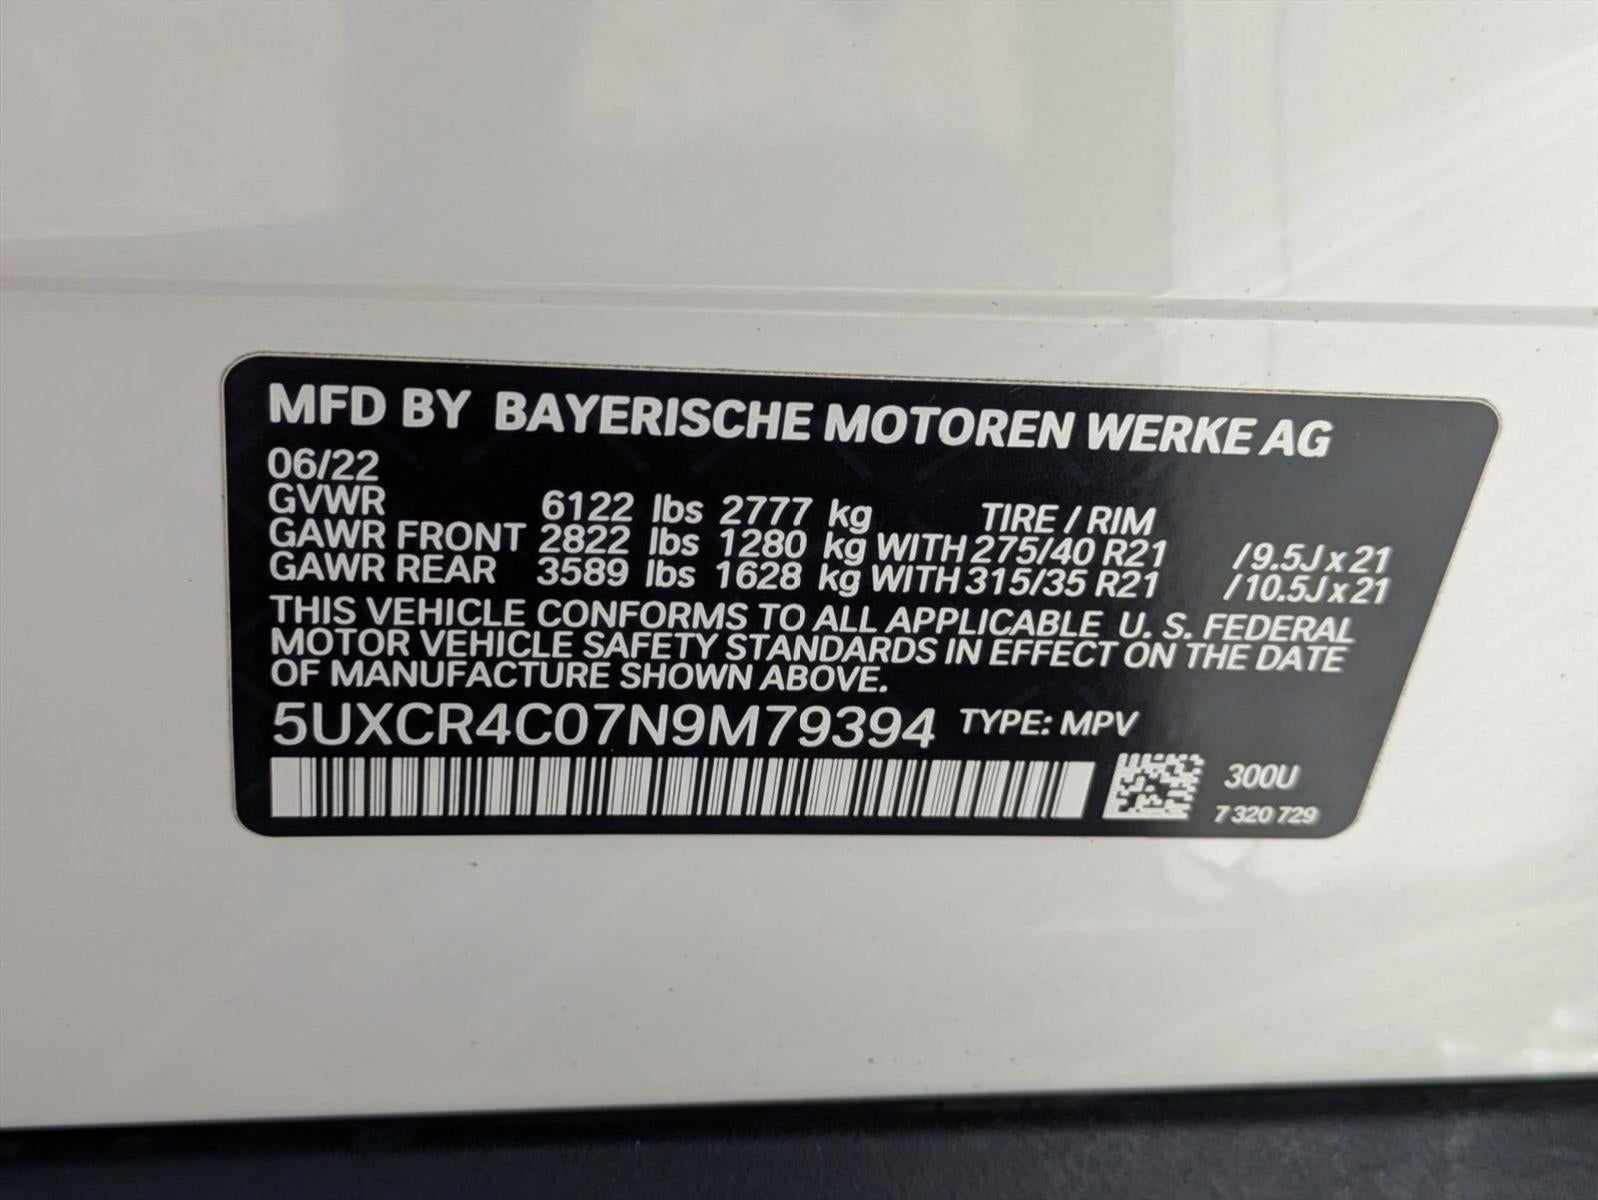 MFD BY BAYERISCHE MOTOREN WERKE AG
06/22
GVWR 6122 lbs 2777 kg TIRE / RIM
GAWR FRONT 2822 lbs 1280 kg WITH 275/40 R21 /9.5J x 21
GAWR REAR 3589 lbs 1628 kg WITH 315/35 R21 /10.5J x 21
THIS VEHICLE CONFORMS TO ALL APPLICABLE U. S. FEDERAL
MOTOR VEHICLE SAFETY STANDARDS IN EFFECT ON THE DATE
OF MANUFACTURE SHOWN ABOVE.
5UXCR4C07N9M79394 TYPE: MPV
300U
7 320 729